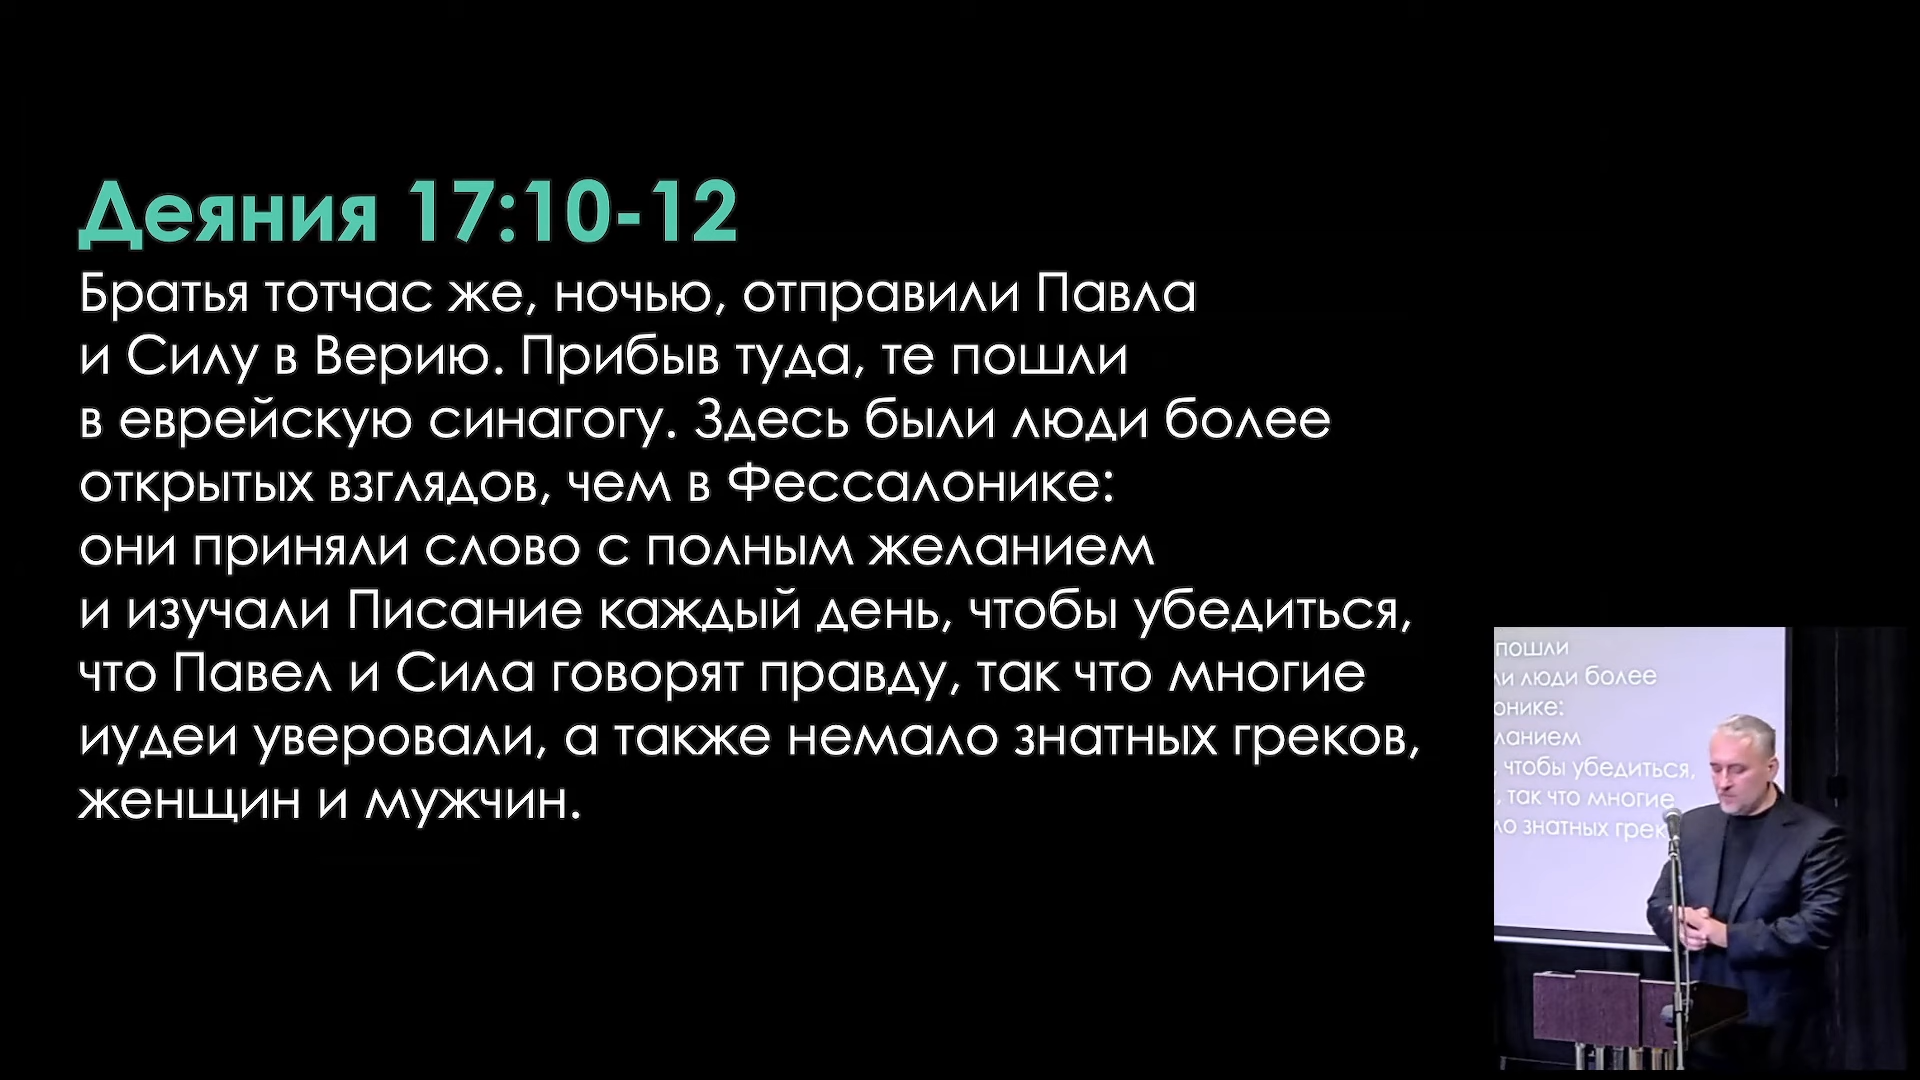 Деяния 17:10-12
Братья тотчас же, ночью, отправили Павла
и Силу в Верию. Прибыв туда, те пошли
в еврейскую синагогу. Здесь были люди более
открытых взглядов, чем в Фессалонике:
они приняли слово с полным желанием
и изучали Писание каждый день, чтобы убедиться,
что Павел и Сила говорят правду, так что многие
иудеи уверовали, а также немало знатных греков,
женщин и мужчин.
пошли
ли люди более
онике:
ланием
, чтобы убедиться,
, так что многие
ло знатных грек